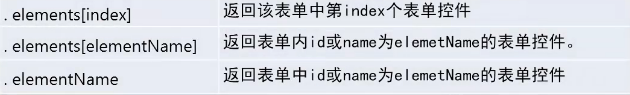 . elements[index] 返回该表单中第index个表单控件
. elements[elementName] 返回表单内id或name为elemetName的表单控件。
. elementName 返回表单中id或name为elemetName的表单控件